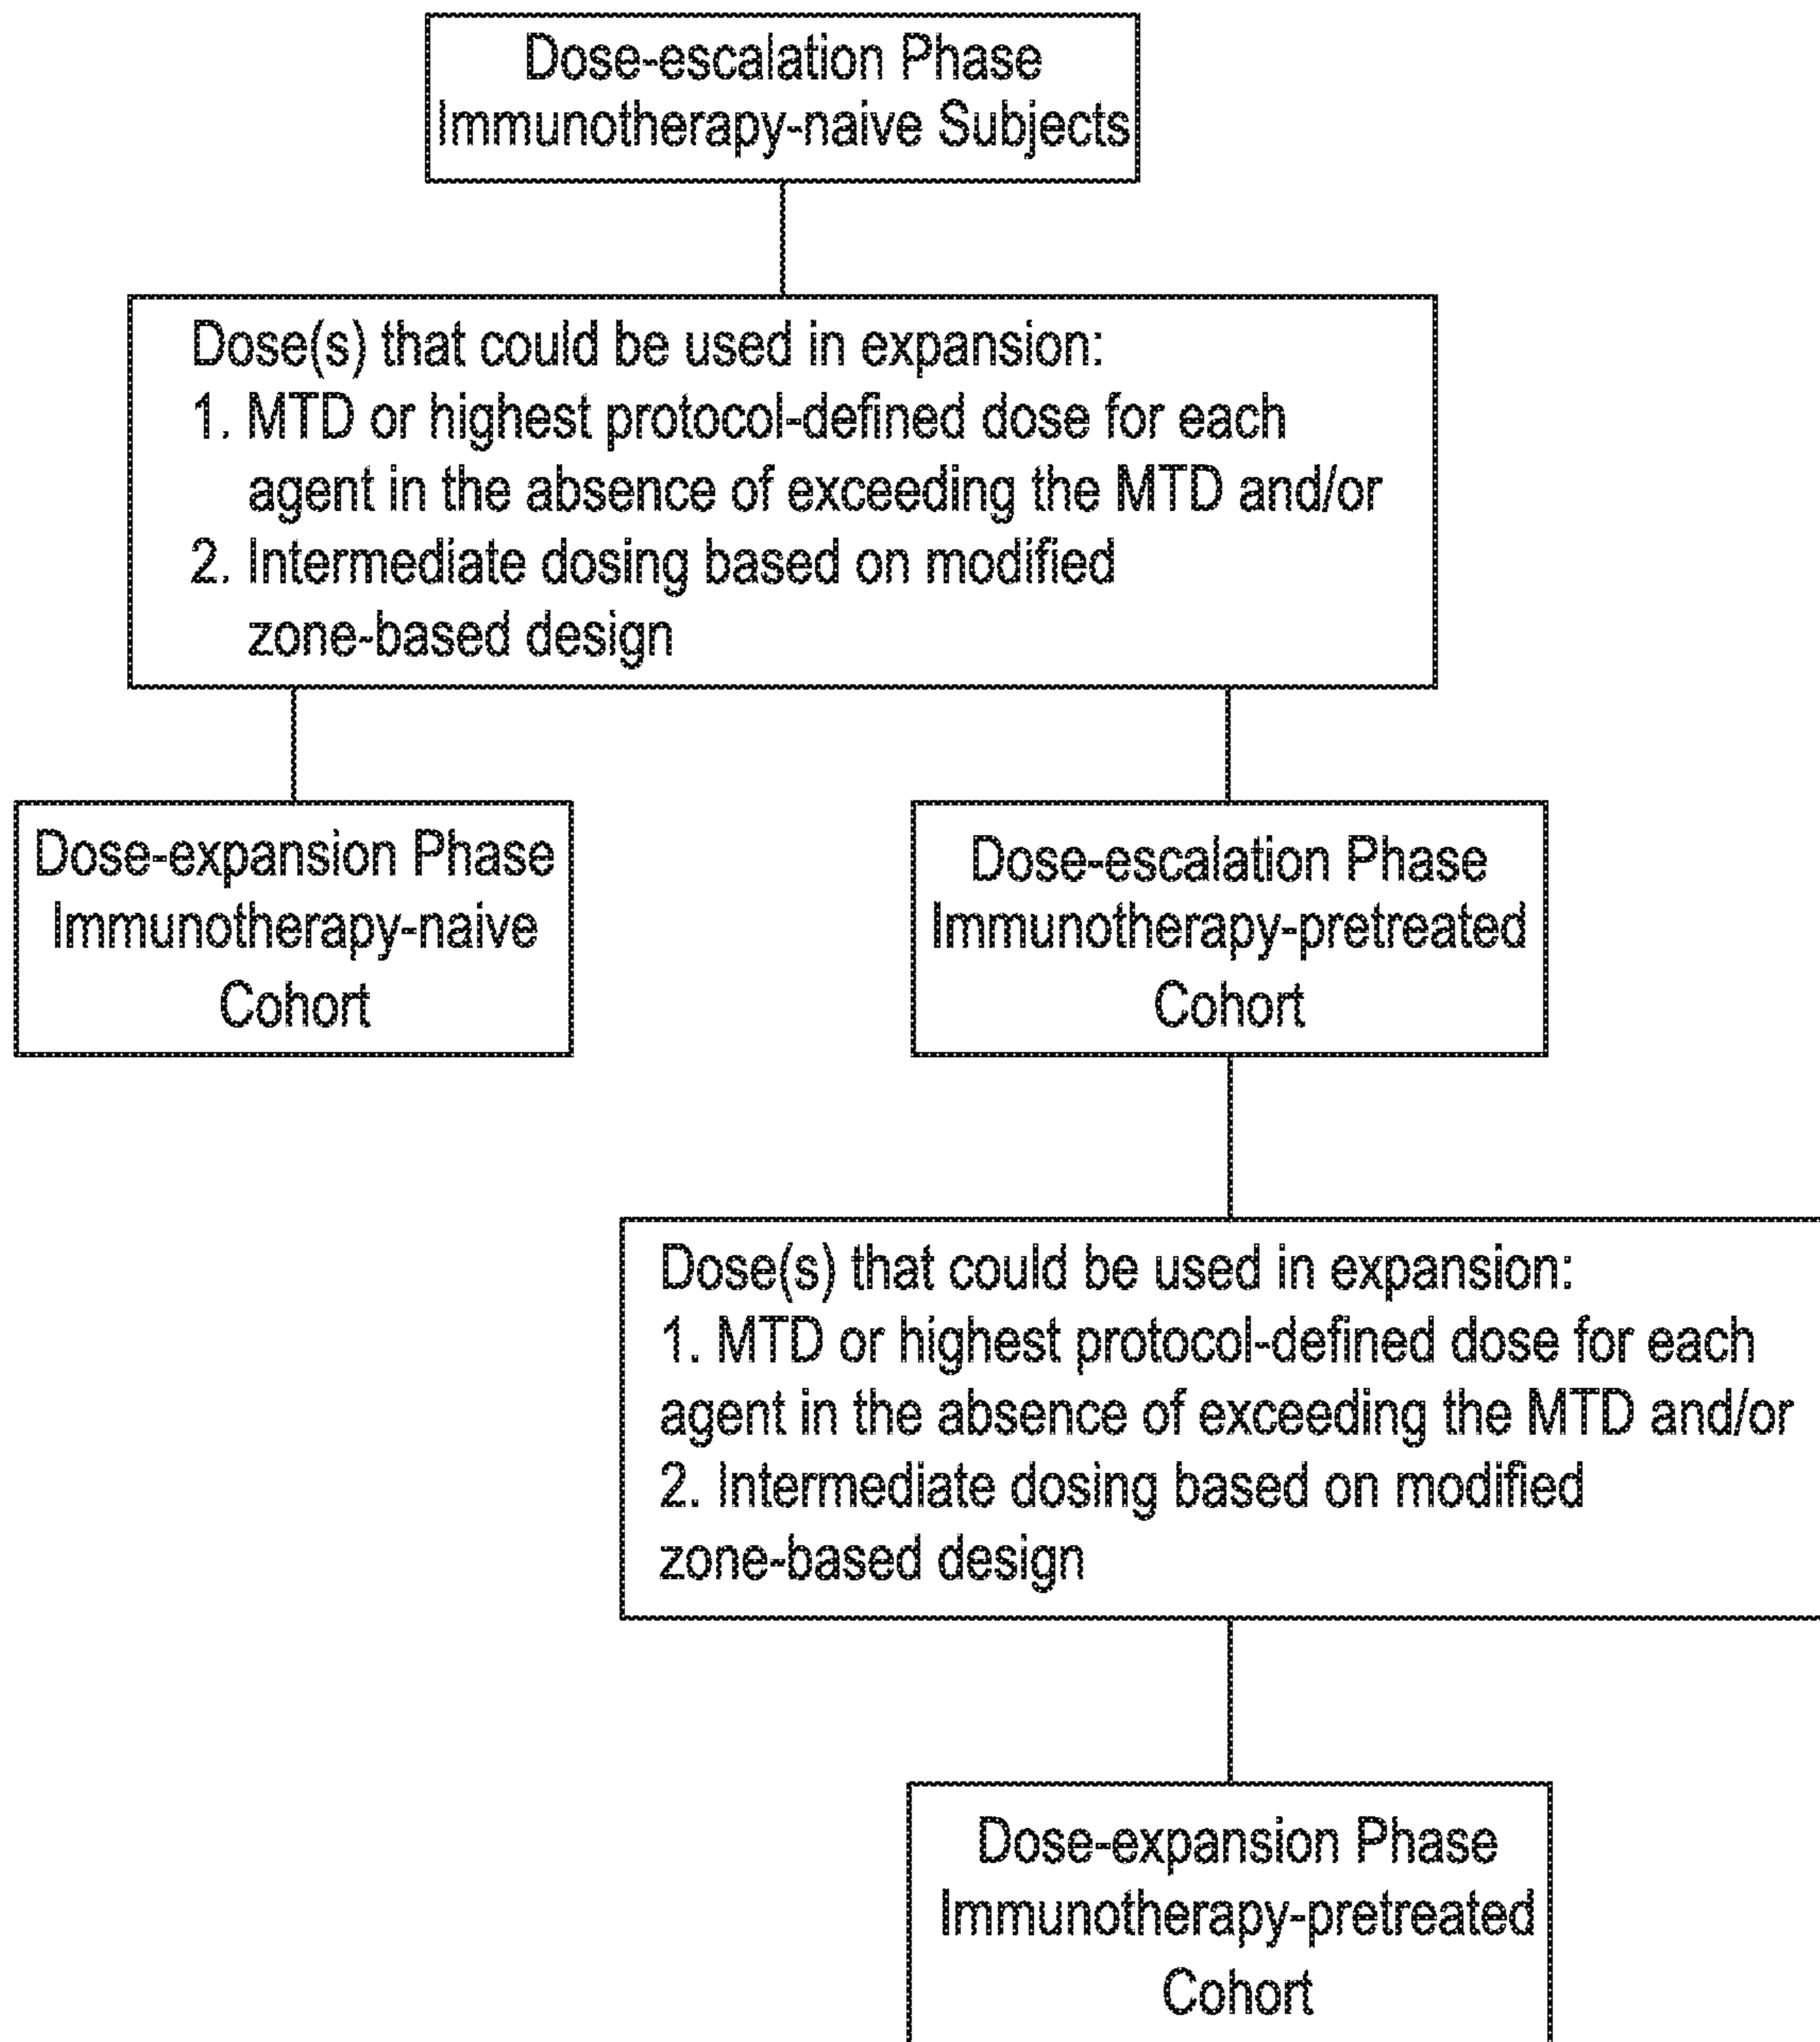 Dose-escalation Phase
Immunotherapy-naive Subjects
Dose(s) that could be used in expansion:
1. MTD or highest protocol-defined dose for each
agent in the absence of exceeding the MTD and/or
2. Intermediate dosing based on modified
zone-based design
Dose-expansion Phase
Immunotherapy-naive
Cohort
Dose-escalation Phase
Immunotherapy-pretreated
Cohort
Dose(s) that could be used in expansion:
1. MTD or highest protocol-defined dose for each
agent in the absence of exceeding the MTD and/or
2. Intermediate dosing based on modified
zone-based design
Dose-expansion Phase
Immunotherapy-pretreated
Cohort